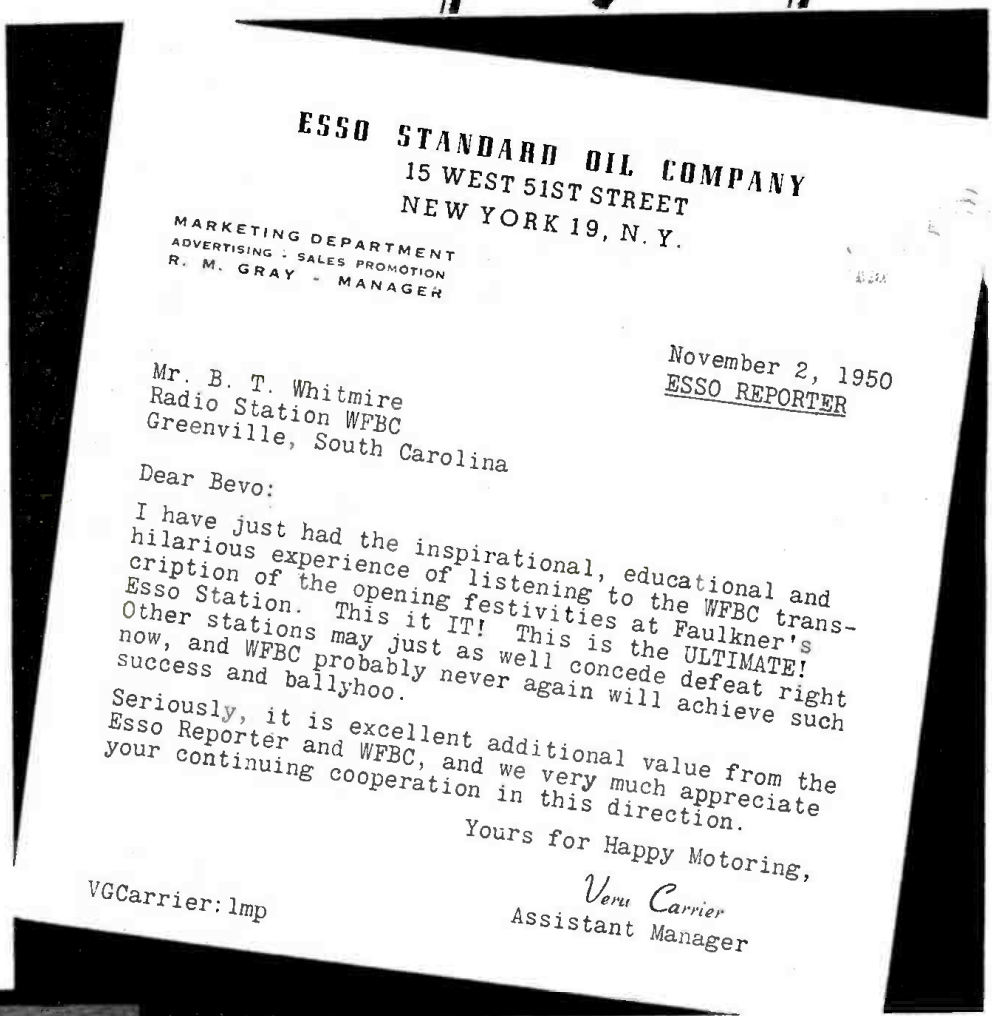 ESSO STANDARD OIL COMPANY
15 WEST 51ST STREET
NEW YORK 19, N. Y.
MARKETING DEPARTMENT
ADVERTISING - SALES PROMOTION
R. M. GRAY - MANAGER
November 2, 1950
ESSO REPORTER
Mr. B. T. Whitmire
Radio Station WFBC
Greenville, South Carolina
Dear Bevo:
I have just had the inspirational, educational and
hilarious experience of listening to the WFBC trans-
cription of the opening festivities at Faulkner's
Esso Station. This it IT! This is the ULTIMATE!
Other stations may just as well concede defeat right
now, and WFBC probably never again will achieve such
success and ballyhoo.
Seriously, it is excellent additional value from the
Esso Reporter and WFBC, and we very much appreciate
your continuing cooperation in this direction.
Yours for Happy Motoring,
Vern Carrier
Assistant Manager
VGCarrier:lmp